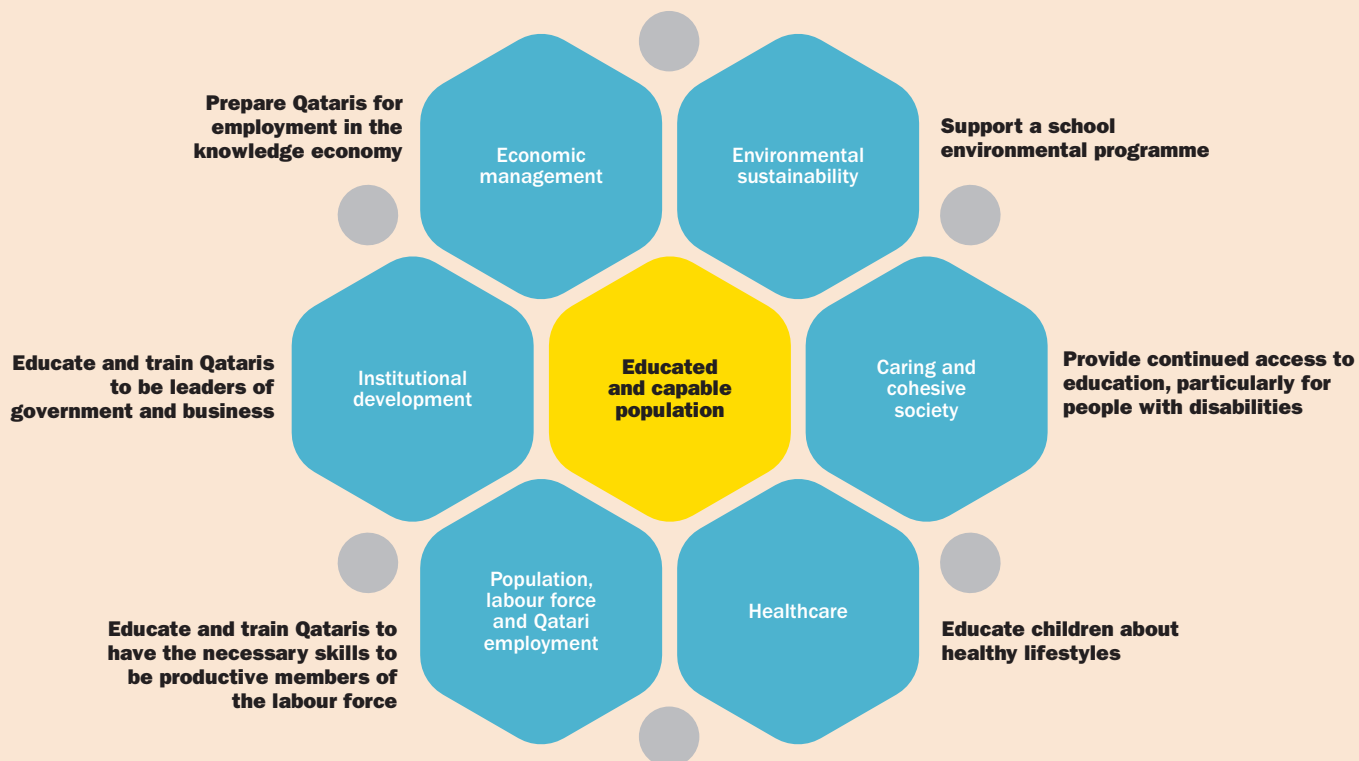 Prepare Qataris for
employment in the
knowledge economy
Economic
management
Environmental
sustainability
Support a school
environmental programme
Educate and train Qataris
to be leaders of
government and business
Institutional
development
Educated
and capable
population
Caring and
cohesive
society
Provide continued access to
education, particularly for
people with disabilities
Educate and train Qataris to
have the necessary skills to
be productive members of
the labour force
Population,
labour force
and Qatari
employment
Healthcare
Educate children about
healthy lifestyles